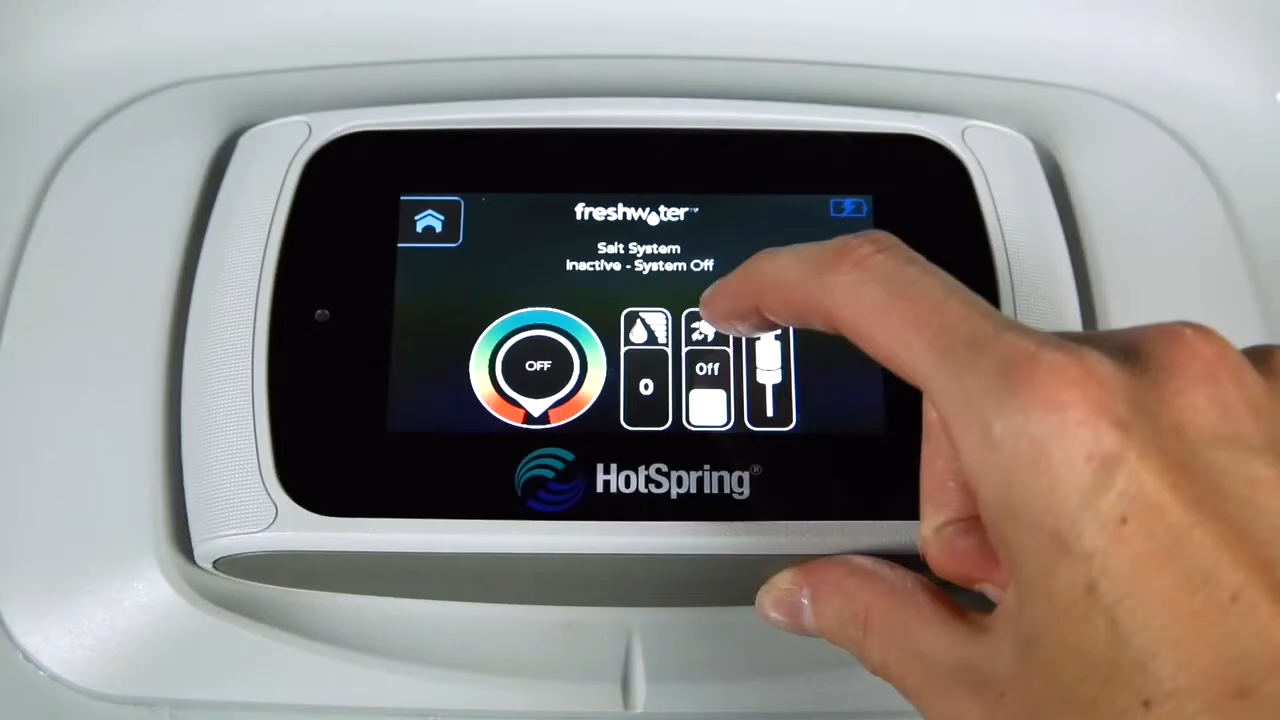 freshwater™
Salt System
Inactive - System Off
OFF
0
Off
HotSpring®